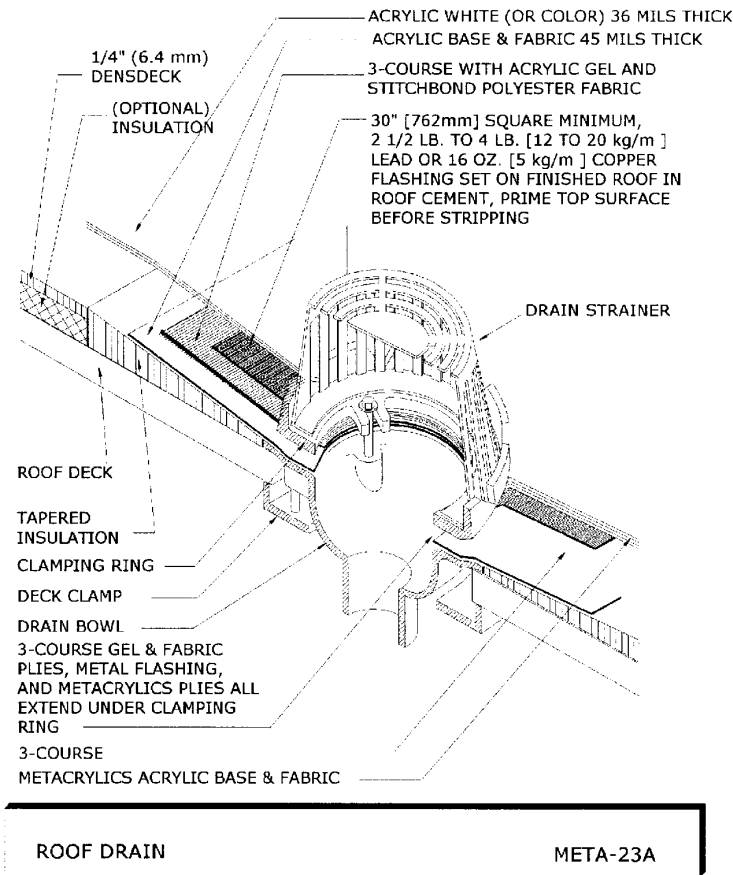 ACRYLIC WHITE (OR COLOR) 36 MILS THICK
ACRYLIC BASE & FABRIC 45 MILS THICK
1/4" (6.4 mm)
DENSDECK
3-COURSE WITH ACRYLIC GEL AND
STITCHBOND POLYESTER FABRIC
(OPTIONAL)
INSULATION
30" [762mm] SQUARE MINIMUM,
2 1/2 LB. TO 4 LB. [12 TO 20 kg/m ]
LEAD OR 16 OZ. [5 kg/m ] COPPER
FLASHING SET ON FINISHED ROOF IN
ROOF CEMENT, PRIME TOP SURFACE
BEFORE STRIPPING
DRAIN STRAINER
ROOF DECK
TAPERED
INSULATION
CLAMPING RING
DECK CLAMP
DRAIN BOWL
3-COURSE GEL & FABRIC
PLIES, METAL FLASHING,
AND METACRYLICS PLIES ALL
EXTEND UNDER CLAMPING
RING
3-COURSE
METACRYLICS ACRYLIC BASE & FABRIC
ROOF DRAIN
META-23A